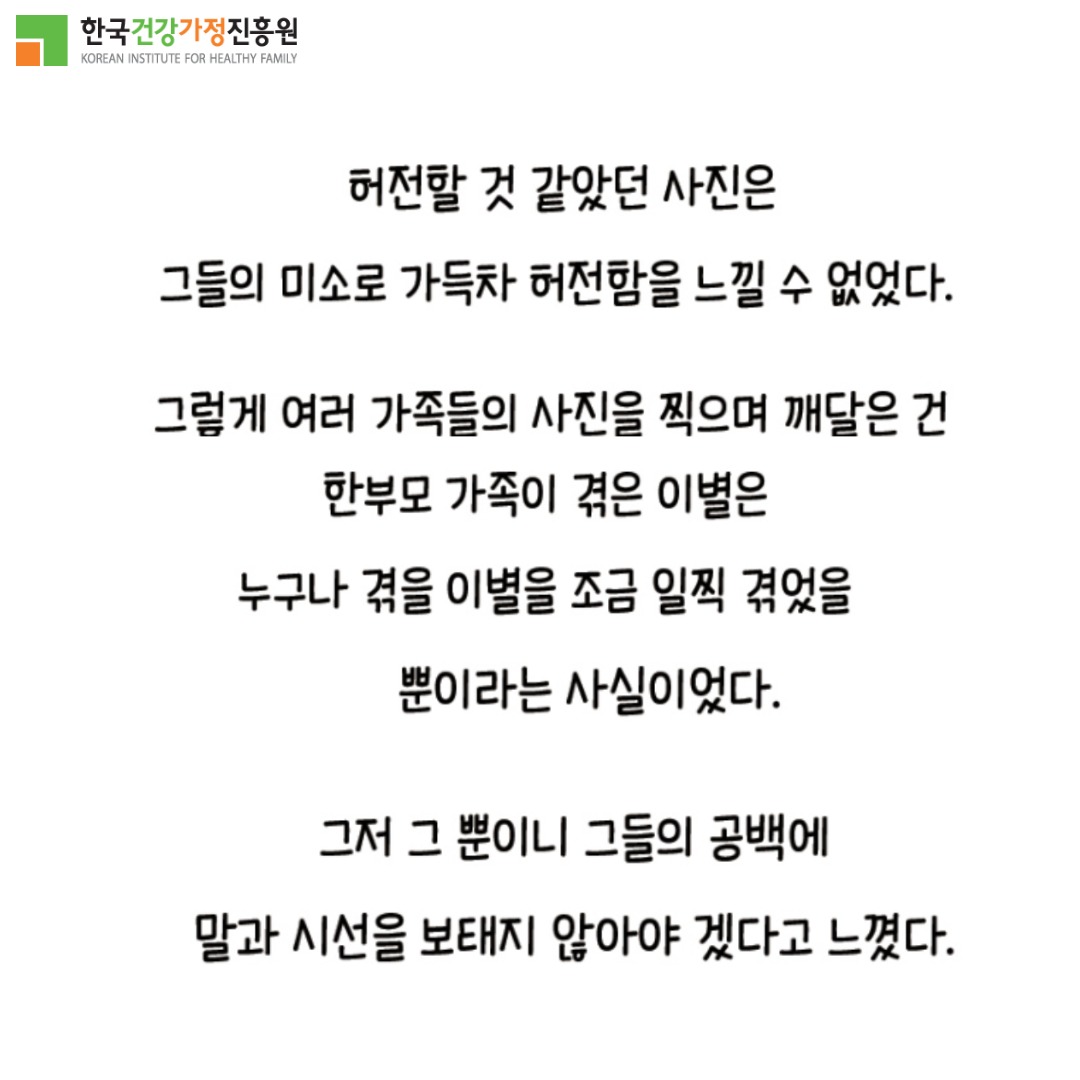 한국건강가정진흥원
KOREAN INSTITUTE FOR HEALTHY FAMILY
허전할 것 같았던 사진은
그들의 미소로 가득차 허전함을 느낄 수 없었다.
그렇게 여러 가족들의 사진을 찍으며 깨달은 건
한부모 가족이 겪은 이별은
누구나 겪을 이별을 조금 일찍 겪었을
뿐이라는 사실이었다.
그저 그 뿐이니 그들의 공백에
말과 시선을 보태지 않아야 겠다고 느꼈다.